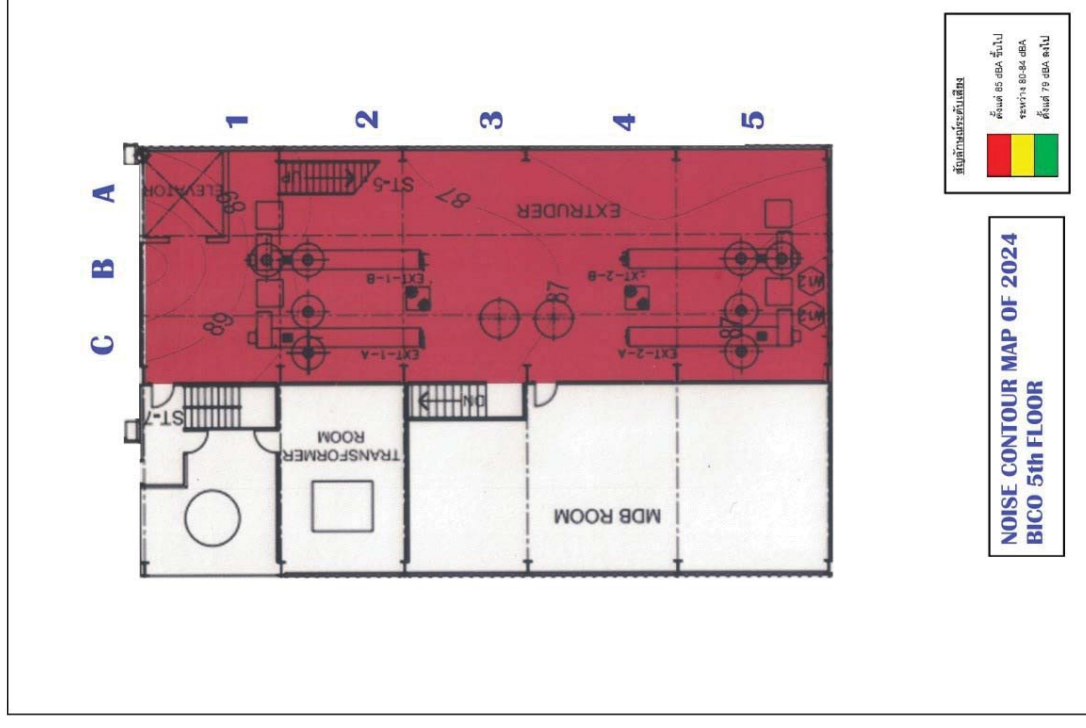 A
B
C
1
2
3
4
5
ELEVATOR
UP
ST-5
87
EXTRUDER
EXT-1-B
EXT-2-B
87
EXT-1-A
EXT-2-A
ST-7
DN
TRANSFORMER
ROOM
MDB ROOM
สัญลักษณ์ระดับเสียง
ตั้งแต่ 85 dBA ขึ้นไป
ระหว่าง 80-84 dBA
ตั้งแต่ 79 dBA ลงไป
NOISE CONTOUR MAP OF 2024
BICO 5th FLOOR